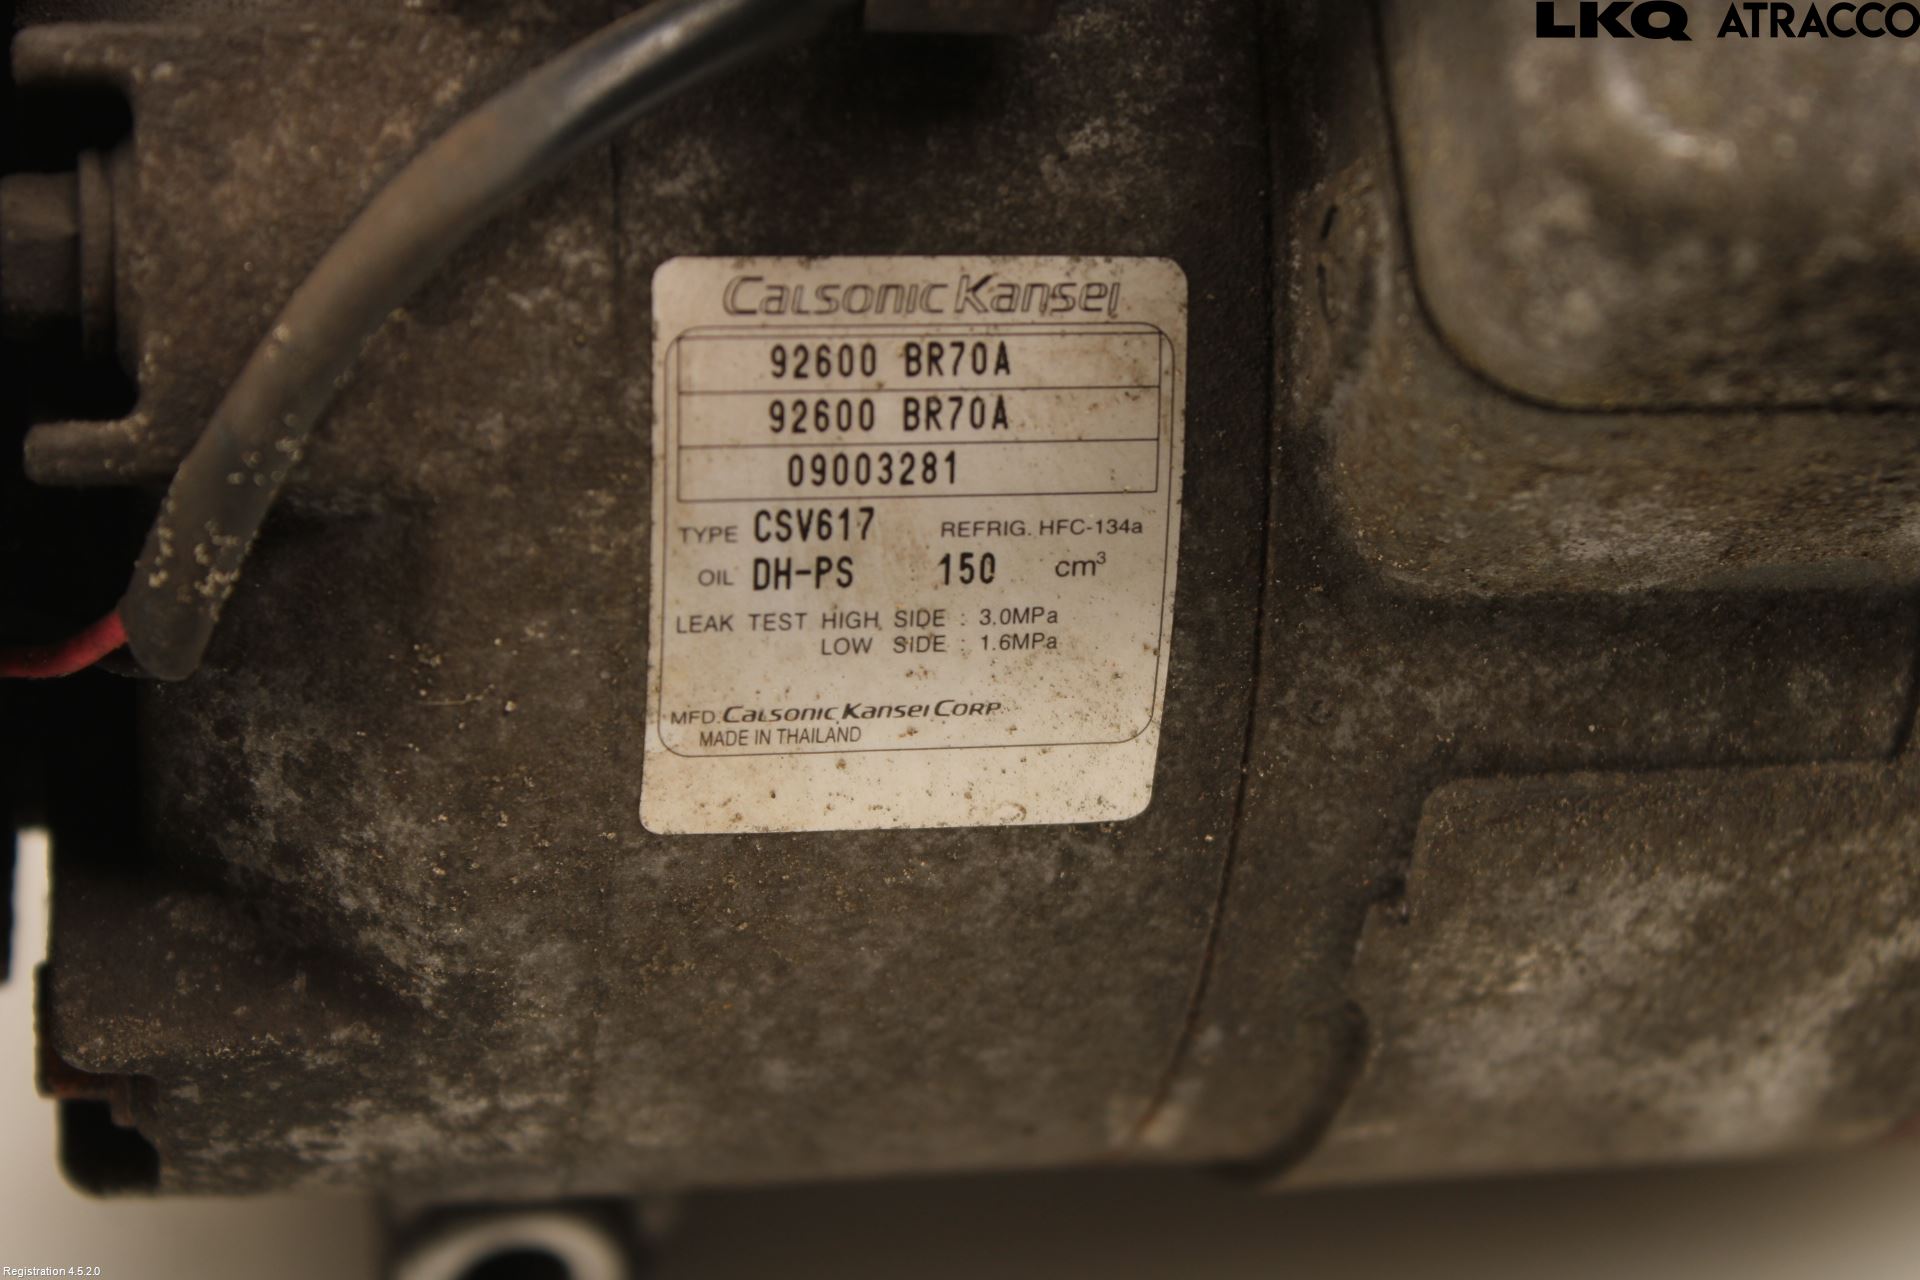 LKQ ATRACCO
Calsonic Kansei
92600 BR70A
92600 BR70A
09003281
TYPE CSV617 REFRIG. HFC-134a
OIL DH-PS 150 cm³
LEAK TEST HIGH SIDE : 3.0MPa
LOW SIDE : 1.6MPa
MFD. Calsonic Kansei Corp.
MADE IN THAILAND
Registration 4.5.2.0